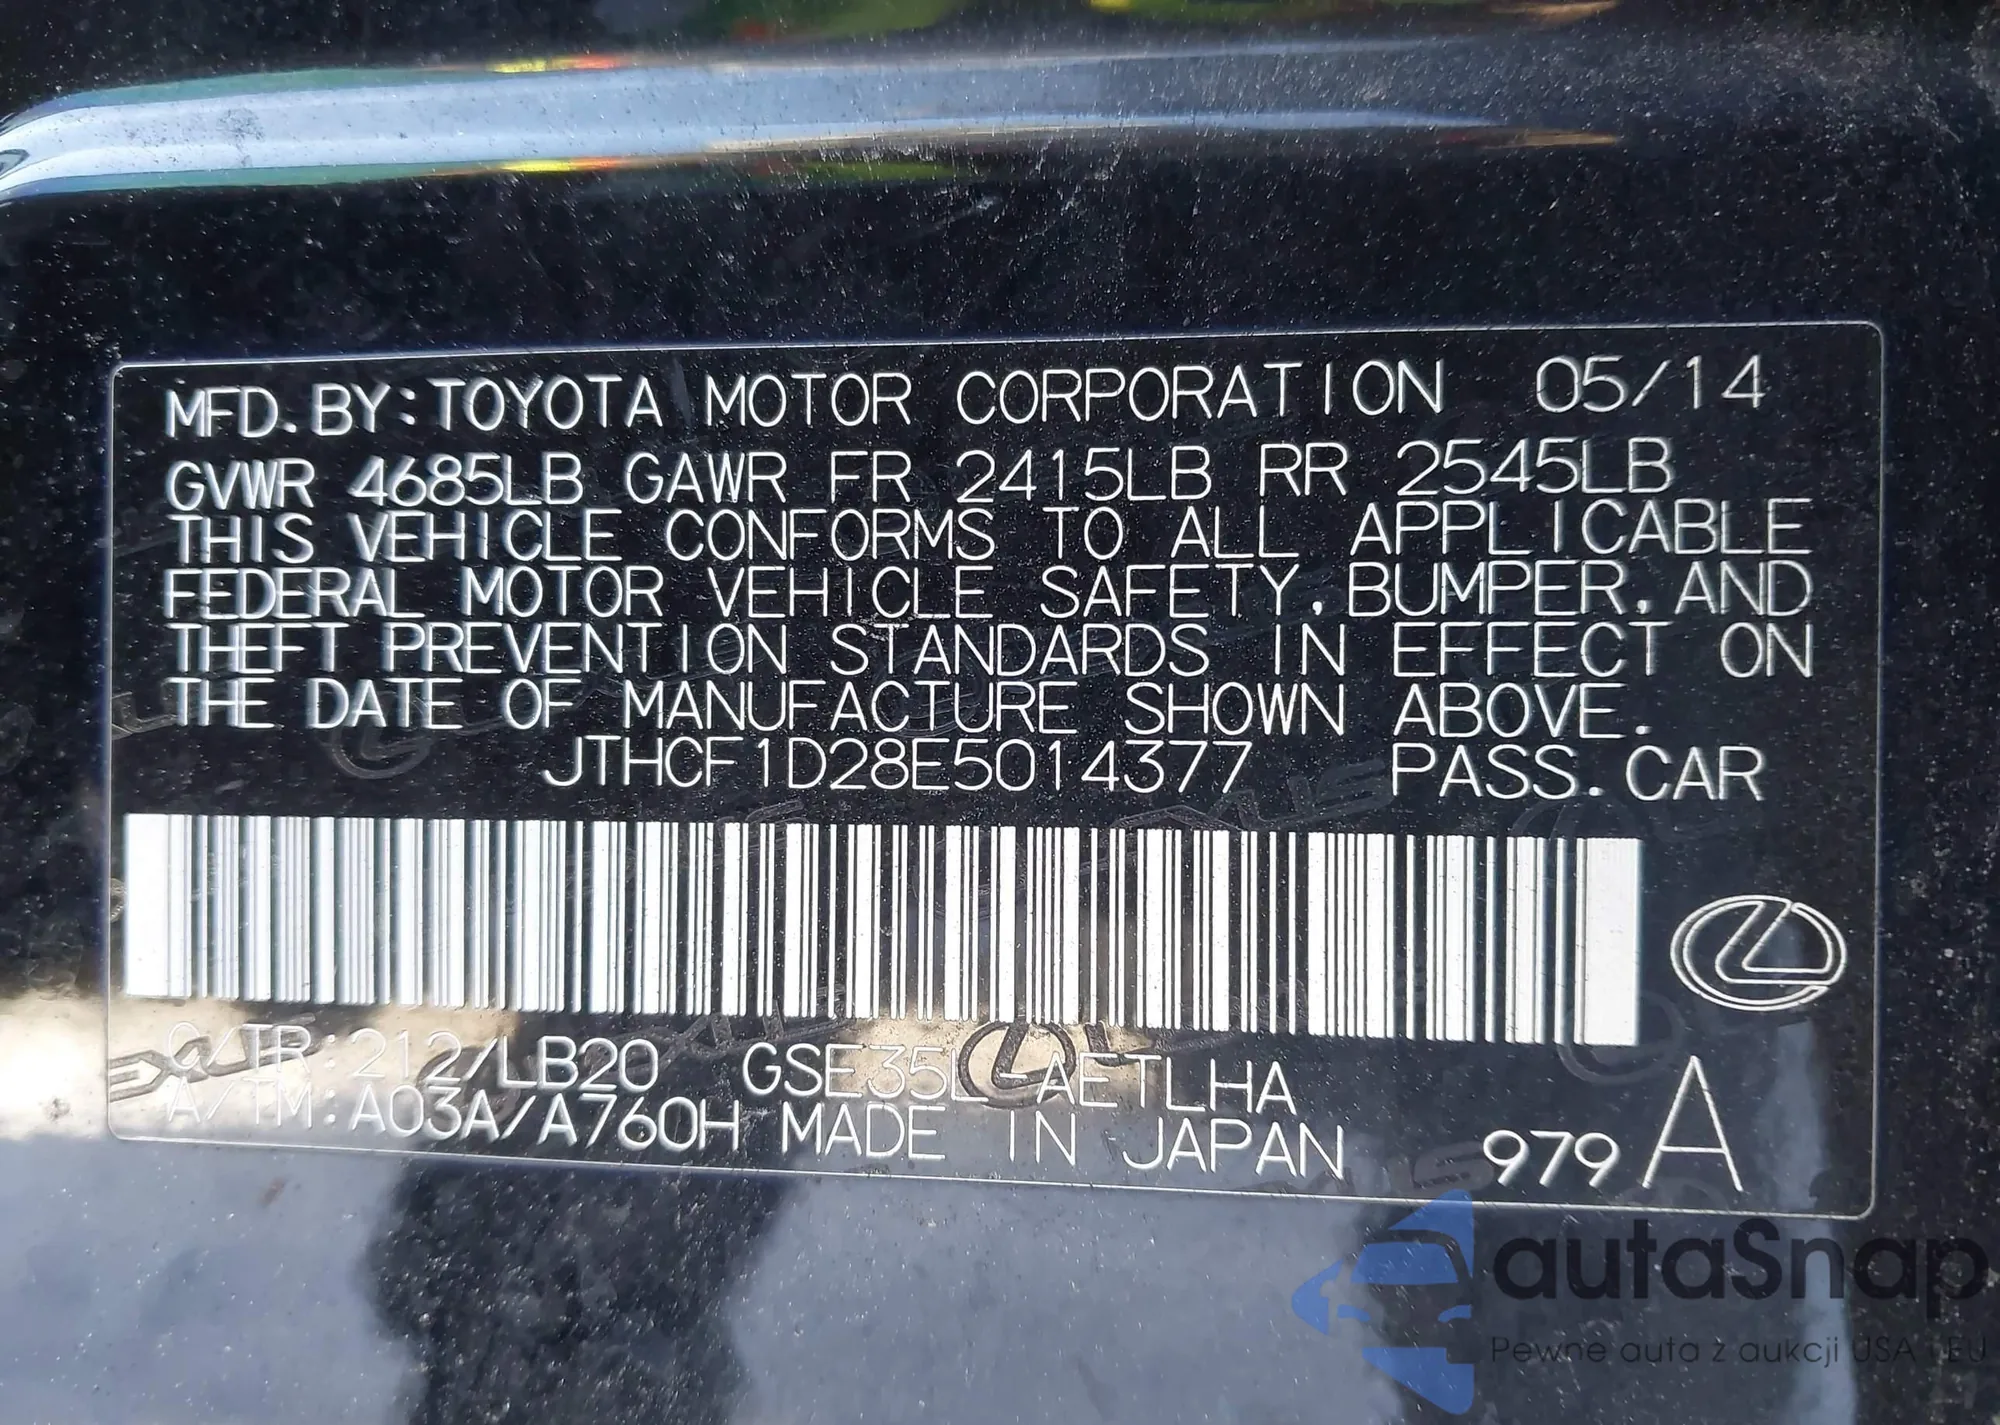 MFD. BY: TOYOTA MOTOR CORPORATION 05/14
GVWR 4685LB GAWR FR 2415LB RR 2545LB
THIS VEHICLE CONFORMS TO ALL APPLICABLE
FEDERAL MOTOR VEHICLE SAFETY, BUMPER, AND
THEFT PREVENTION STANDARDS IN EFFECT ON
THE DATE OF MANUFACTURE SHOWN ABOVE.
JTHCF1D28E5014377 PASS. CAR
C/TR: 212/LB20 GSE35L-AETLHA
A/TM: A03A/A760H MADE IN JAPAN 979 A
autaSnap
Pewne auta z aukcji USA i EU